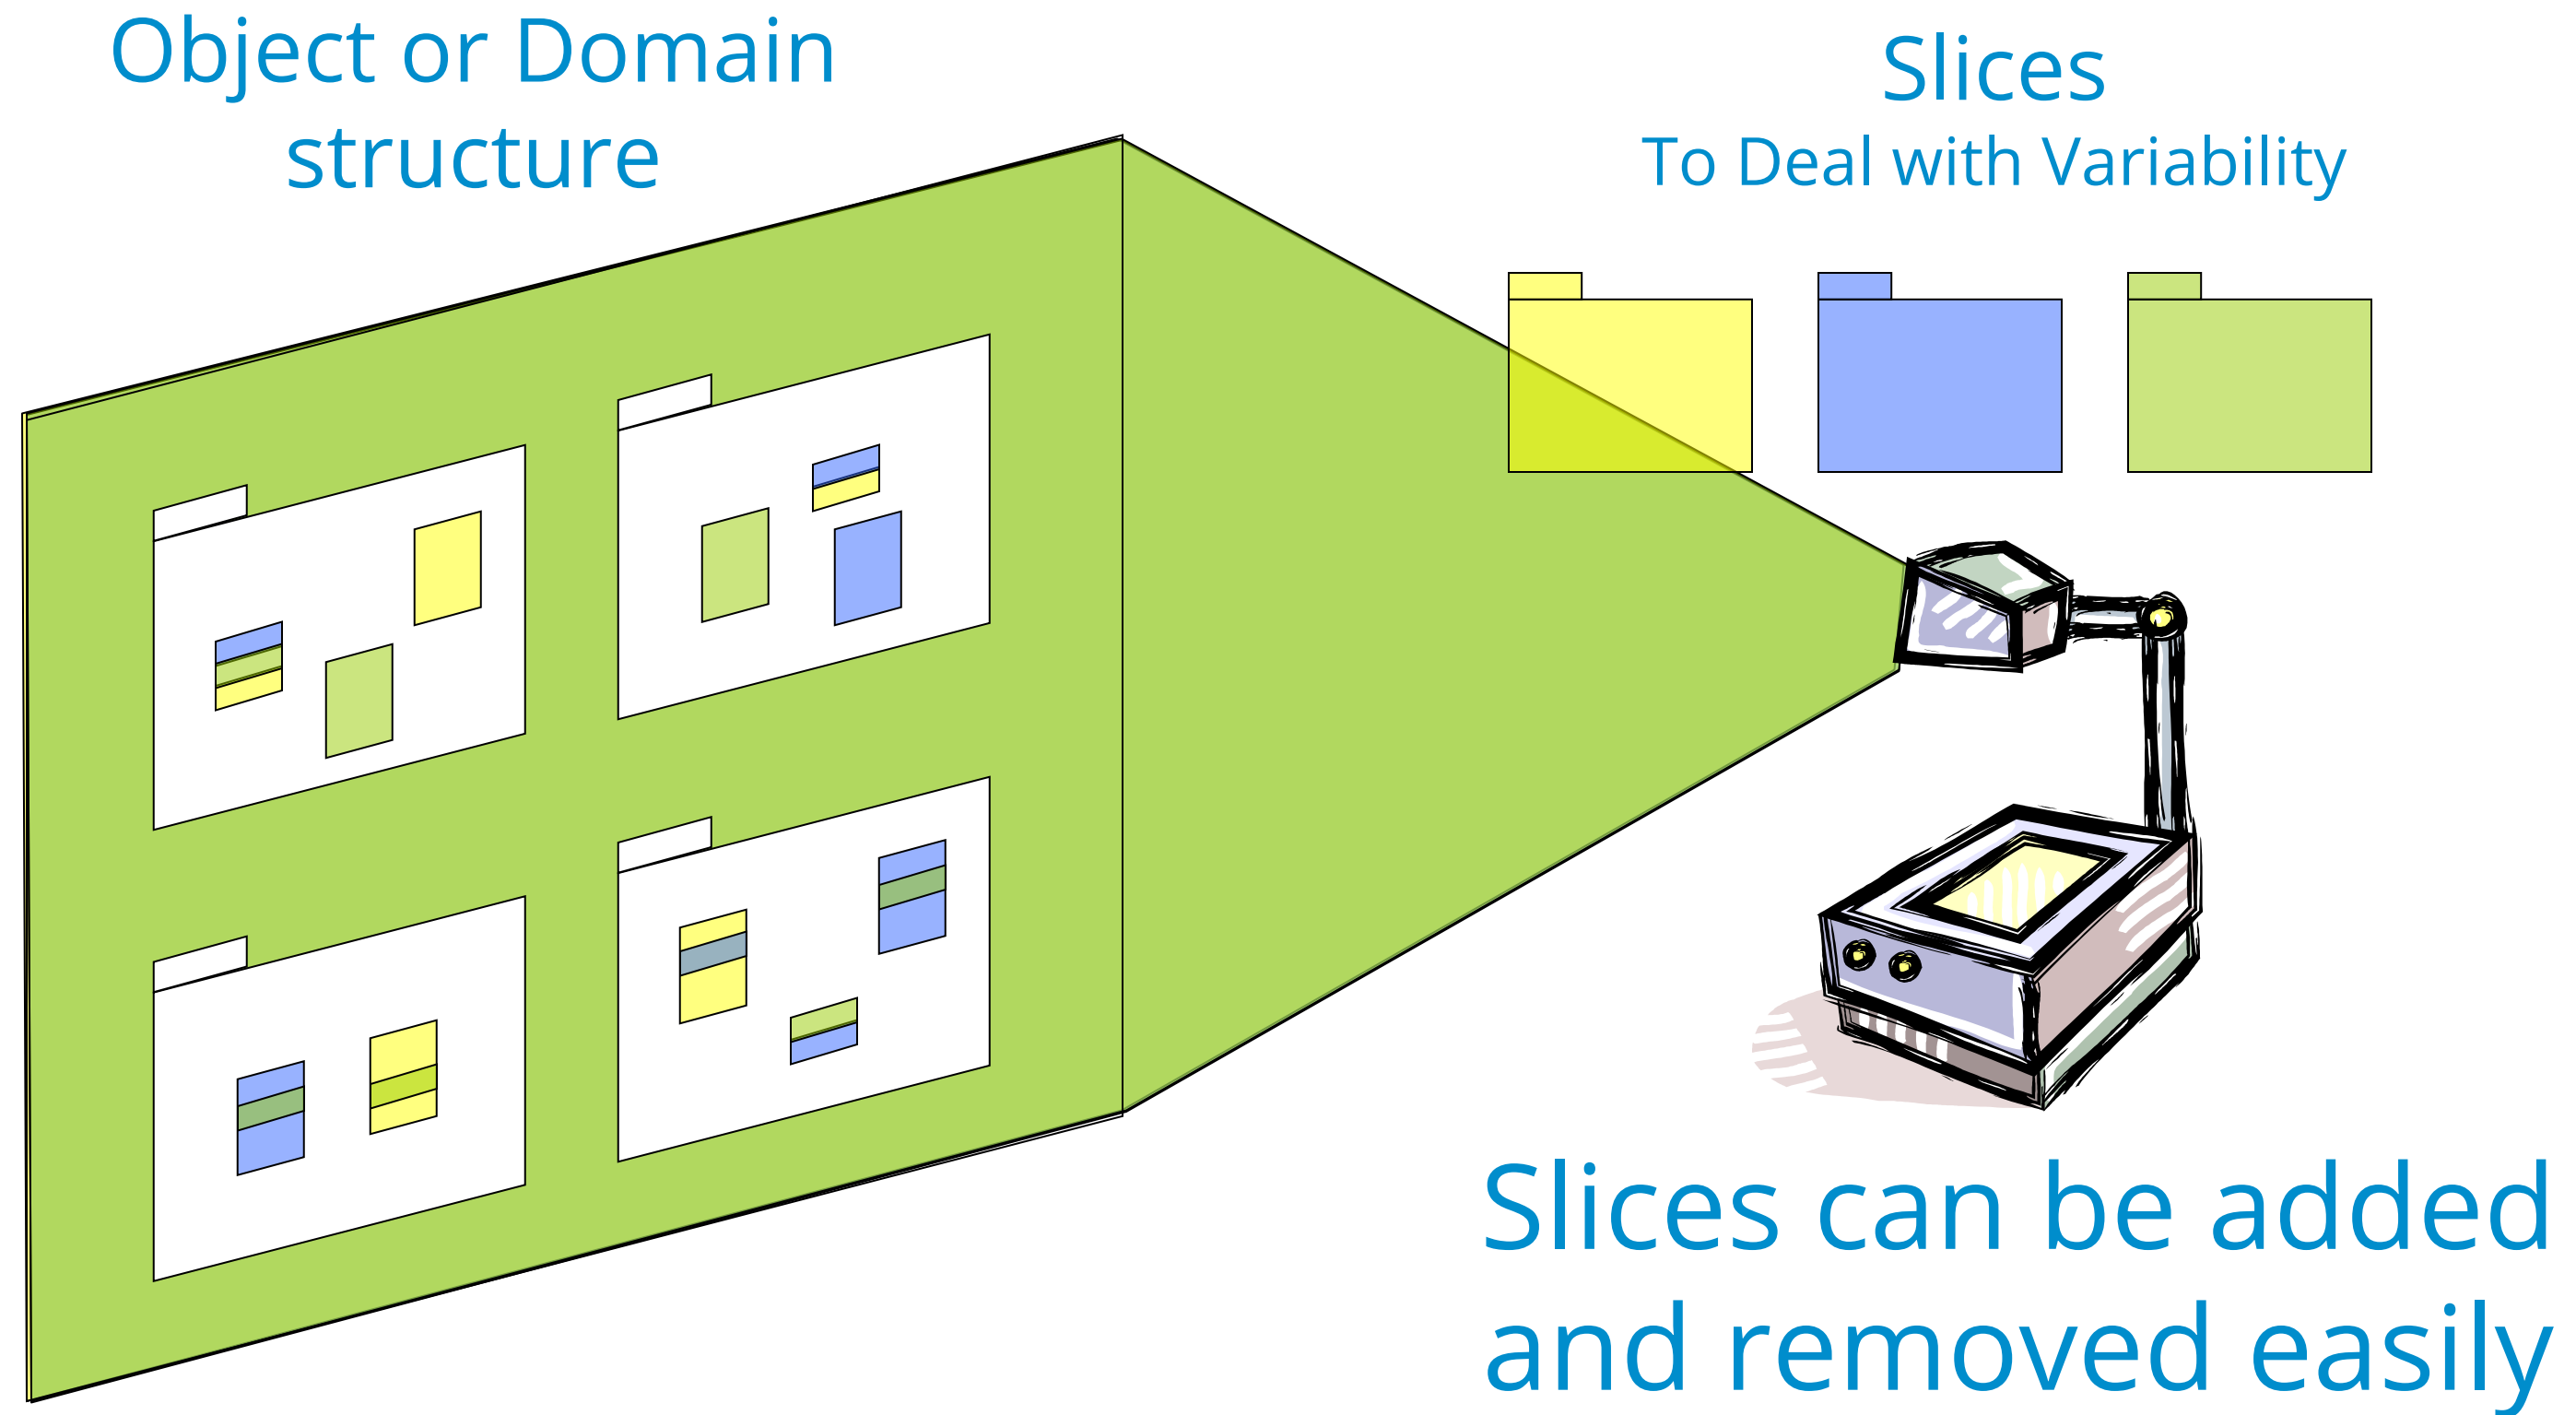 Object or Domain
structure
Slices
To Deal with Variability
Slices can be added
and removed easily